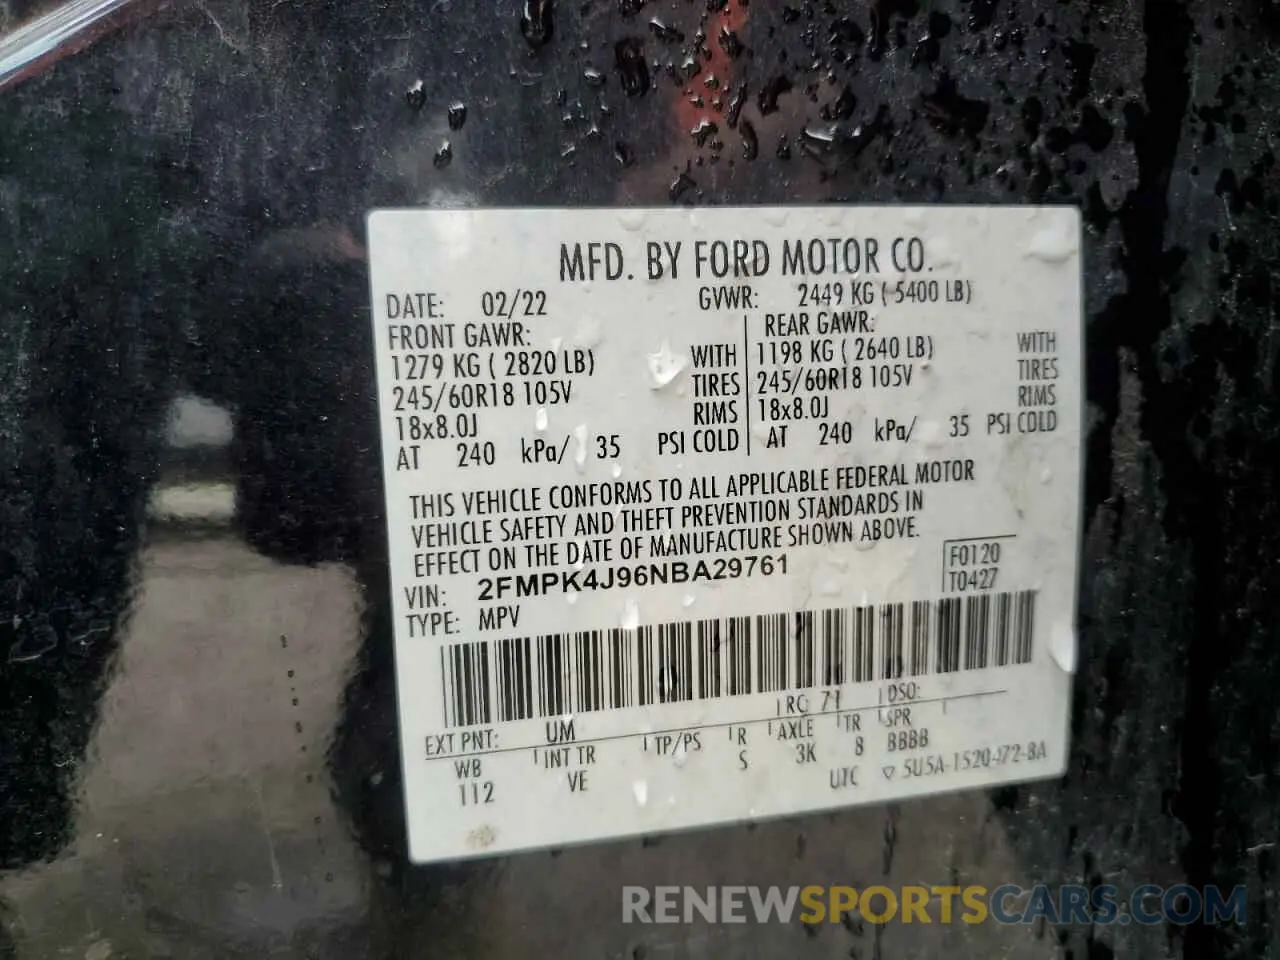 MFD. BY FORD MOTOR CO.
DATE: 02/22 GVWR: 2449 KG ( 5400 LB)
FRONT GAWR: REAR GAWR:
1279 KG ( 2820 LB) WITH 1198 KG ( 2640 LB) WITH
245/60R18 105V TIRES 245/60R18 105V TIRES
18x8.0J RIMS 18x8.0J RIMS
AT 240 kPa/ 35 PSI COLD AT 240 kPa/ 35 PSI COLD
THIS VEHICLE CONFORMS TO ALL APPLICABLE FEDERAL MOTOR
VEHICLE SAFETY AND THEFT PREVENTION STANDARDS IN
EFFECT ON THE DATE OF MANUFACTURE SHOWN ABOVE.
VIN: 2FMPK4J96NBA29761 F0120
TYPE: MPV T0427
EXT PNT: UM RC: 71 DSO:
WB INT TR TP/PS R AXLE TR SPR
112 VE S 3K 8 BBBB
UTC
RENEWSPORTSCARS.COM